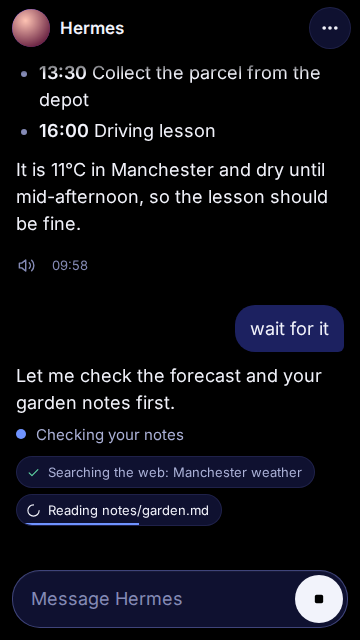 Hermes
13:30 Collect the parcel from the
depot
16:00 Driving lesson
It is 11°C in Manchester and dry until
mid-afternoon, so the lesson should
be fine.
09:58
wait for it
Let me check the forecast and your
garden notes first.
Checking your notes
Searching the web: Manchester weather
Reading notes/garden.md
Message Hermes